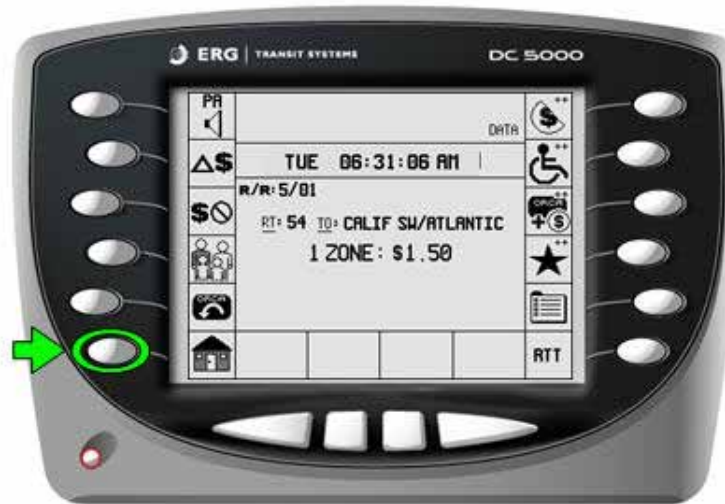 ERG TRANSIT SYSTEMS
DC 5000
PA
DATA
$
Δ$
TUE 06:31:06 AM
R/R: 5/01
$
ORCA
+$
RT: 54 TO: CALIF SW/ATLANTIC
1 ZONE: $1.50
ORCA
RTT